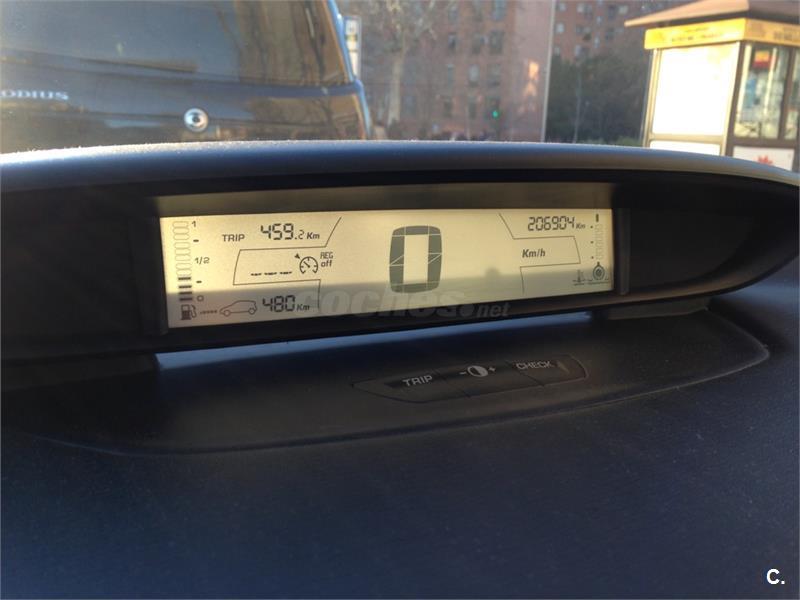 ODIUS
1
1/2
0
TRIP 459.2 Km
REG
off
--- --- ---
480 Km
0
206904 Km
Km/h
coches.net
TRIP - + CHECK
C.